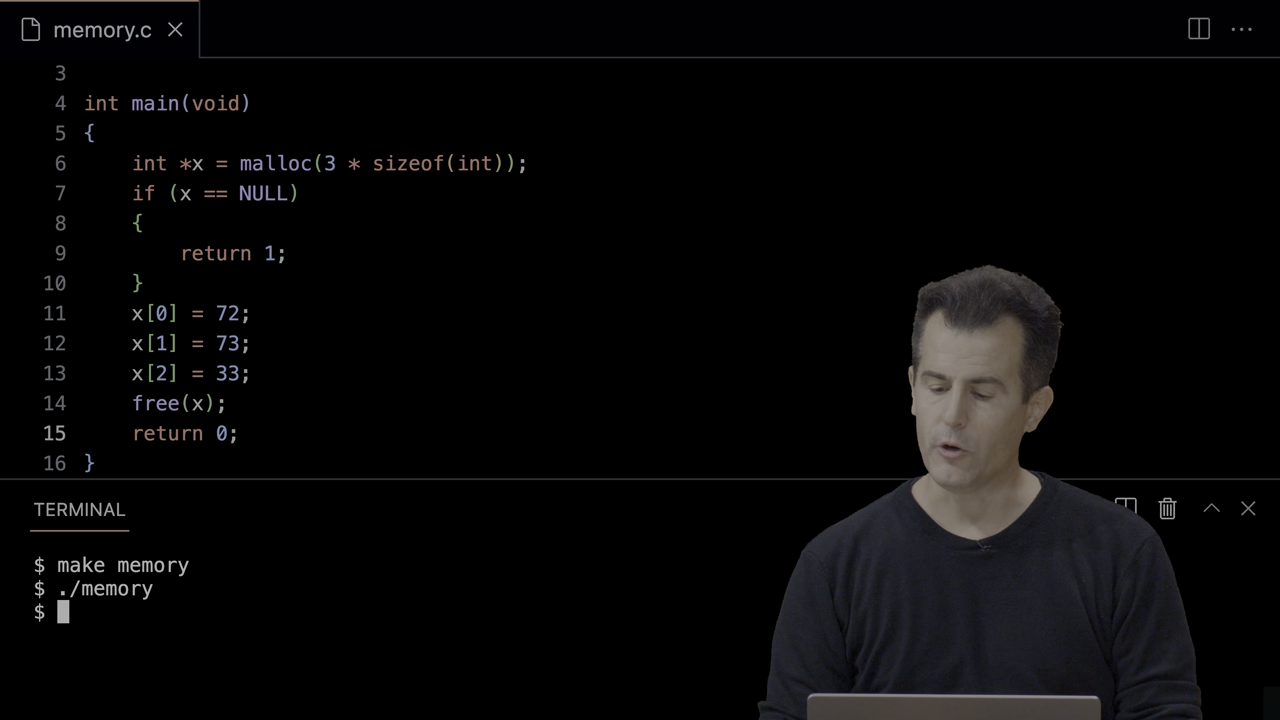 memory.c
3
4 int main(void)
5 {
6 int *x = malloc(3 * sizeof(int));
7 if (x == NULL)
8 {
9 return 1;
10 }
11 x[0] = 72;
12 x[1] = 73;
13 x[2] = 33;
14 free(x);
15 return 0;
16 }
TERMINAL
$ make memory
$ ./memory
$